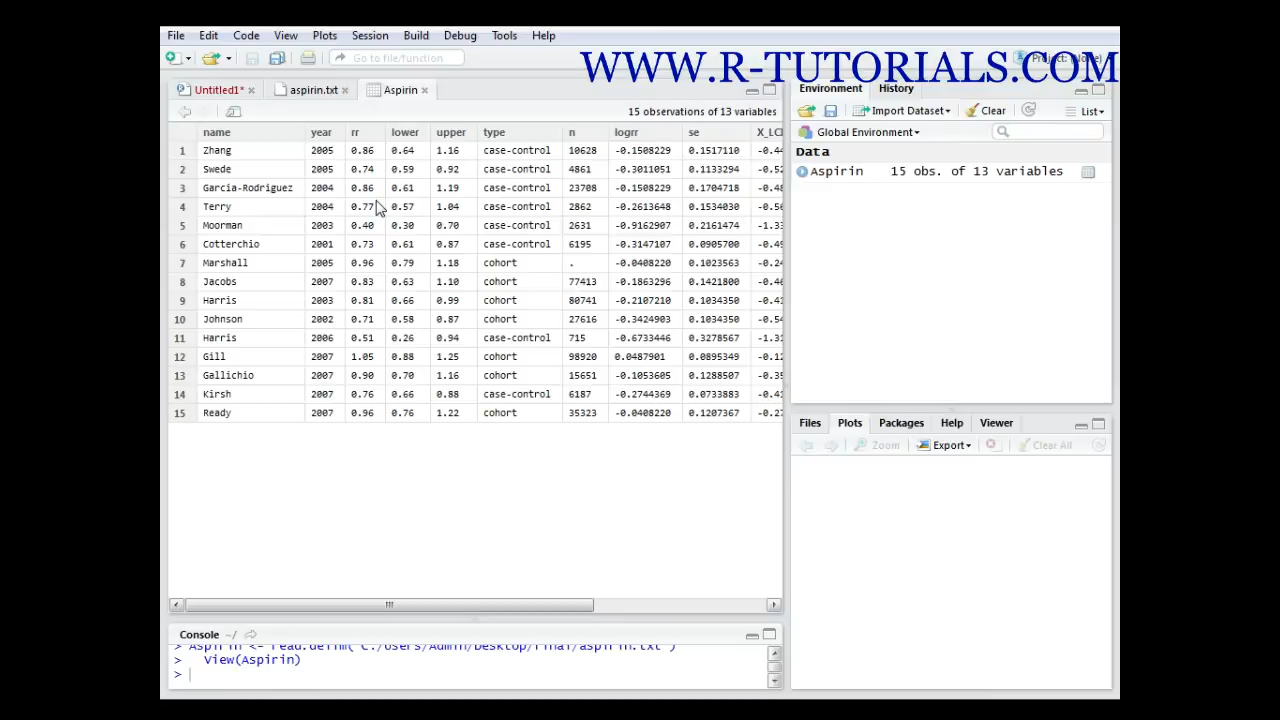 File Edit Code View Plots Session Build Debug Tools Help
Go to file/function
WWW.R-TUTORIALS.COM
Untitled1* aspirin.txt Aspirin
Environment History
15 observations of 13 variables
Import Dataset Clear List
Global Environment
Data
Aspirin 15 obs. of 13 variables
name year rr lower upper type n logrr se
1 Zhang 2005 0.86 0.64 1.16 case-control 10628 -0.1508229 0.1517110
2 Swede 2005 0.74 0.59 0.92 case-control 4861 -0.3011051 0.1133294
3 Garcia-Rodriguez 2004 0.86 0.61 1.19 case-control 23708 -0.1508229 0.1704718
4 Terry 2004 0.77 0.57 1.04 case-control 2862 -0.2613648 0.1534030
5 Moorman 2003 0.40 0.30 0.70 case-control 2631 -0.9162907 0.2161474
6 Cotterchio 2001 0.73 0.61 0.87 case-control 6195 -0.3147107 0.0905700
7 Marshall 2005 0.96 0.79 1.18 cohort . -0.0408220 0.1023563
8 Jacobs 2007 0.83 0.63 1.10 cohort 77413 -0.1863296 0.1421800
9 Harris 2003 0.81 0.66 0.99 cohort 80741 -0.2107210 0.1034350
10 Johnson 2002 0.71 0.58 0.87 cohort 27616 -0.3424903 0.1034350
11 Harris 2006 0.51 0.26 0.94 case-control 715 -0.6733446 0.3278567
12 Gill 2007 1.05 0.88 1.25 cohort 98920 0.0487901 0.0895349
13 Gallichio 2007 0.90 0.70 1.16 cohort 15651 -0.1053605 0.1288507
14 Kirsh 2007 0.76 0.66 0.88 case-control 6187 -0.2744369 0.0733883
15 Ready 2007 0.96 0.76 1.22 cohort 35323 -0.0408220 0.1207367
Files Plots Packages Help Viewer
Zoom Export Clear All
Console ~/
> Aspirin <- read.delim("C:/Users/Admin/Desktop/Final/aspirin.txt")
> View(Aspirin)
>